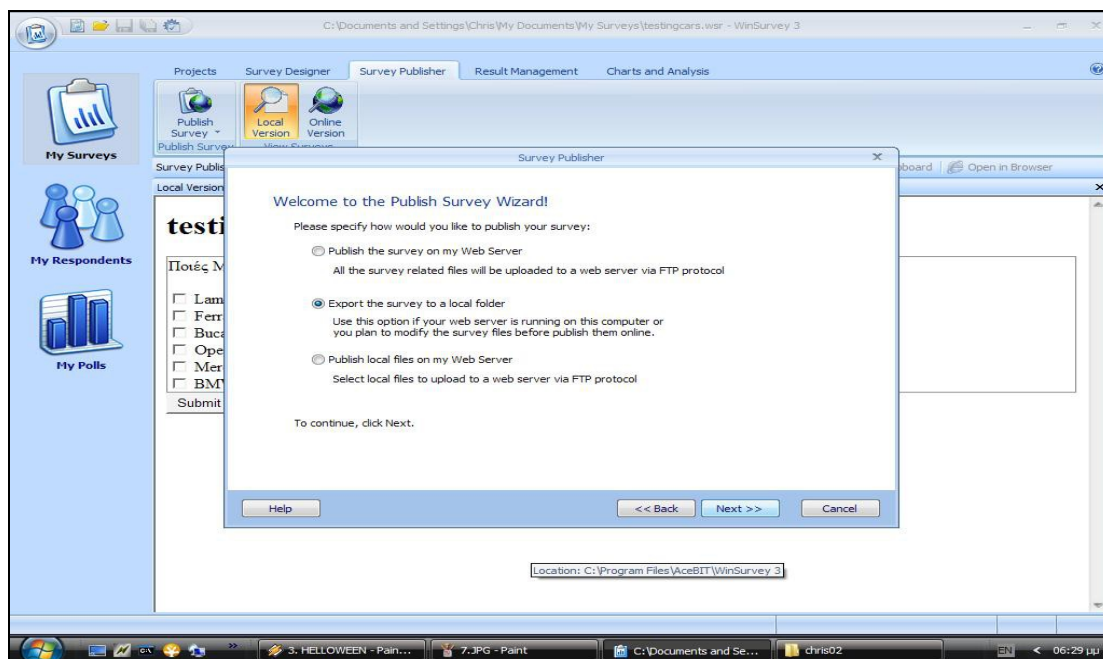 C:\Documents and Settings\Chris\My Documents\My Surveys\testingcars.wsr - WinSurvey 3
Projects
Survey Designer
Survey Publisher
Result Management
Charts and Analysis
Publish Survey
Local Version
Online Version
Publish Survey
View Surveys
My Surveys
My Respondents
My Polls
Survey Publis
board
Open in Browser
Local Version
testi
Ποιές Μ
Lam
Ferr
Buca
Ope
Mer
BM
Submit
Survey Publisher
Welcome to the Publish Survey Wizard!
Please specify how would you like to publish your survey:
Publish the survey on my Web Server
All the survey related files will be uploaded to a web server via FTP protocol
Export the survey to a local folder
Use this option if your web server is running on this computer or
you plan to modify the survey files before publish them online.
Publish local files on my Web Server
Select local files to upload to a web server via FTP protocol
To continue, click Next.
Help
<< Back
Next >>
Cancel
Location: C:\Program Files\AceBIT\WinSurvey 3
3. HELLOWEEN - Pain...
7.JPG - Paint
C:\Documents and Se...
chris02
EN
06:29 μμ